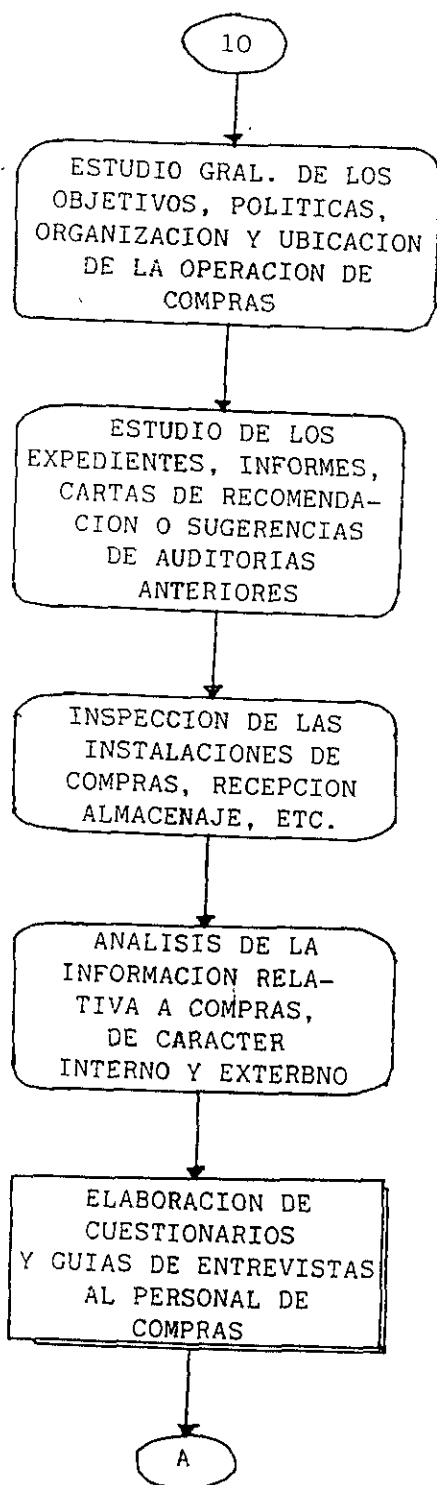 10
ESTUDIO GRAL. DE LOS
OBJETIVOS, POLITICAS,
ORGANIZACION Y UBICACION
DE LA OPERACION DE
COMPRAS
ESTUDIO DE LOS
EXPEDIENTES, INFORMES,
CARTAS DE RECOMENDA-
CION O SUGERENCIAS
DE AUDITORIAS
ANTERIORES
INSPECCION DE LAS
INSTALACIONES DE
COMPRAS, RECEPCION
ALMACENAJE, ETC.
ANALISIS DE LA
INFORMACION RELA-
TIVA A COMPRAS,
DE CARACTER
INTERNO Y EXTERBNO
ELABORACION DE
CUESTIONARIOS
Y GUIAS DE ENTREVISTAS
AL PERSONAL DE
COMPRAS
A